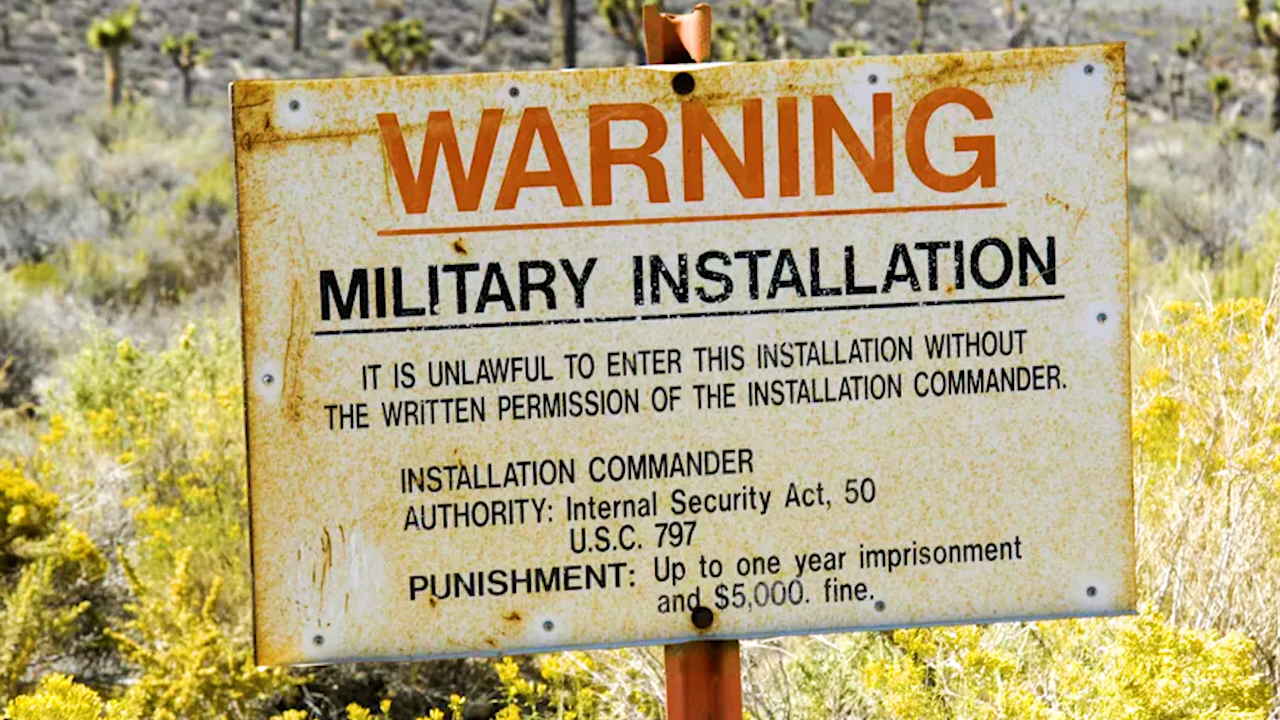 WARNING
MILITARY INSTALLATION
IT IS UNLAWFUL TO ENTER THIS INSTALLATION WITHOUT
THE WRITTEN PERMISSION OF THE INSTALLATION COMMANDER.
INSTALLATION COMMANDER
AUTHORITY: Internal Security Act, 50
U.S.C. 797
PUNISHMENT: Up to one year imprisonment
and $5,000. fine.